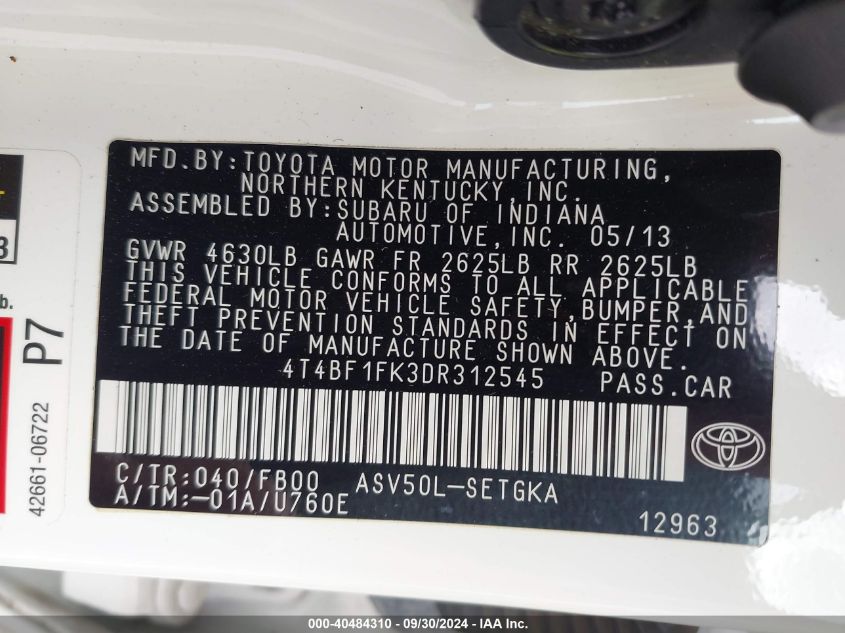 MFD.BY:TOYOTA MOTOR MANUFACTURING,
NORTHERN KENTUCKY,INC.
ASSEMBLED BY:SUBARU OF INDIANA
AUTOMOTIVE,INC. 05/13
GVWR 4630LB GAWR FR 2625LB RR 2625LB
THIS VEHICLE CONFORMS TO ALL APPLICABLE
FEDERAL MOTOR VEHICLE SAFETY,BUMPER,AND
THEFT PREVENTION STANDARDS IN EFFECT ON
THE DATE OF MANUFACTURE SHOWN ABOVE.
4T4BF1FK3DR312545 PASS.CAR
C/TR:040/FB00 ASV50L-SETGKA
A/TM:-01A/U760E
12963
3
b.
P7
42661-06722
000-40484310 - 09/30/2024 - IAA Inc.